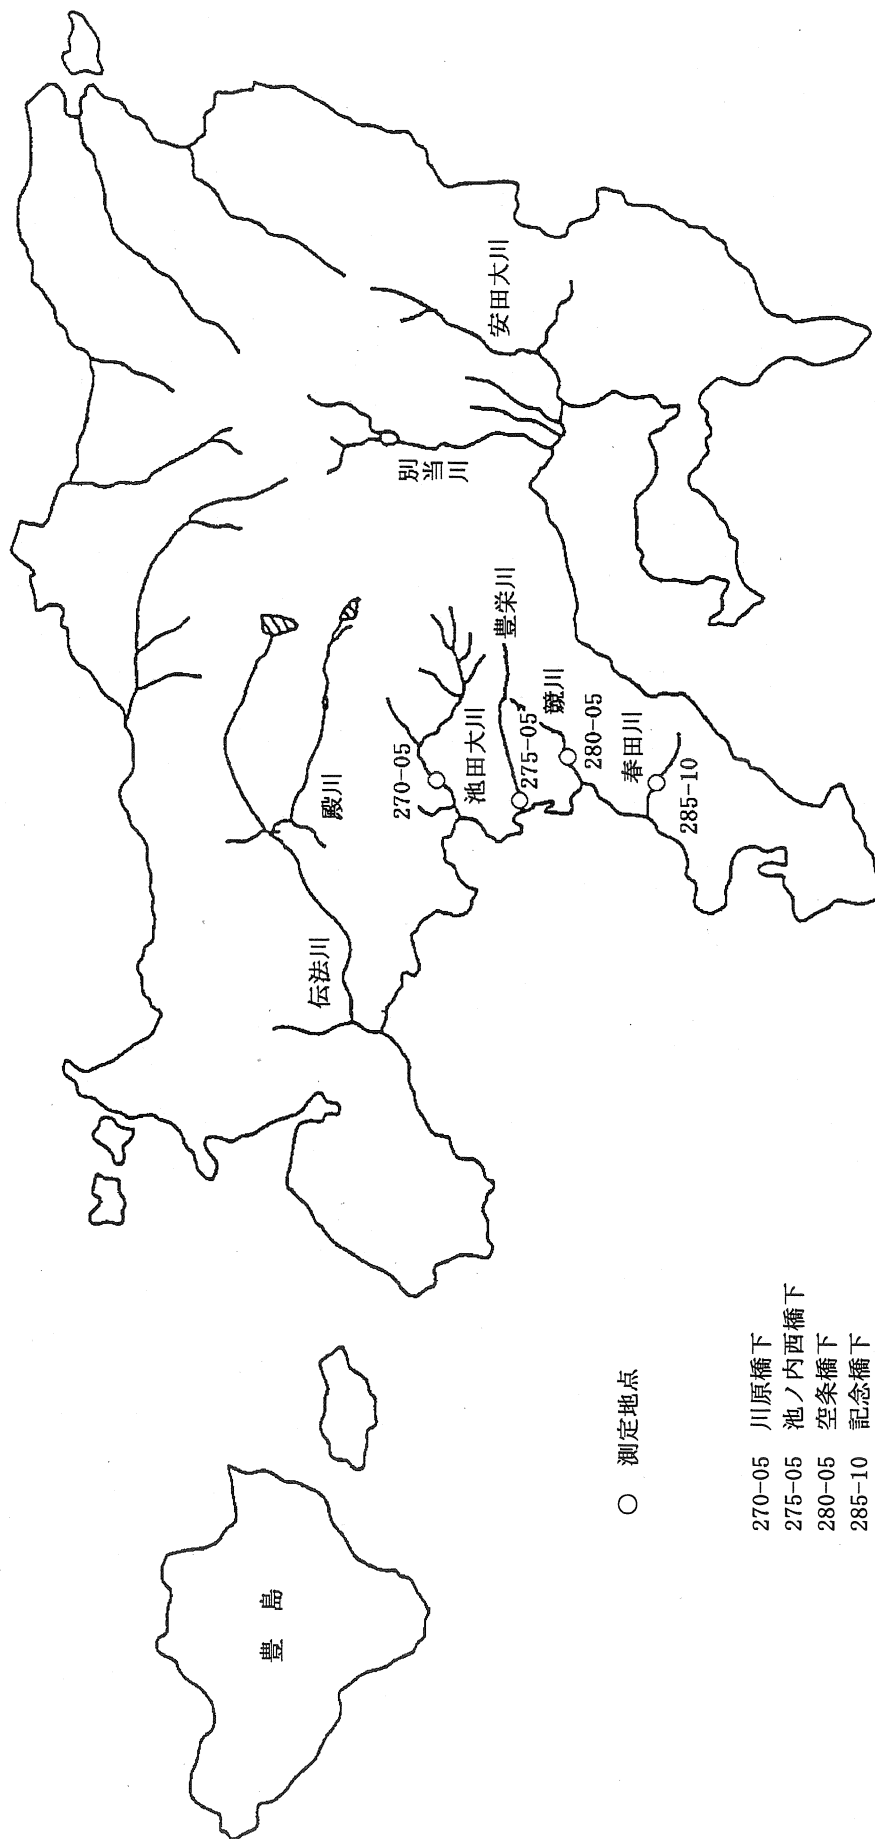 安田大川
別当川
豊栄川
殿川
池田大川
270-05
275-05
280-05
春田川
285-10
伝法川
豊島
○ 測定地点
270-05 川原橋下
275-05 池ノ内西橋下
280-05 空条橋下
285-10 記念橋下